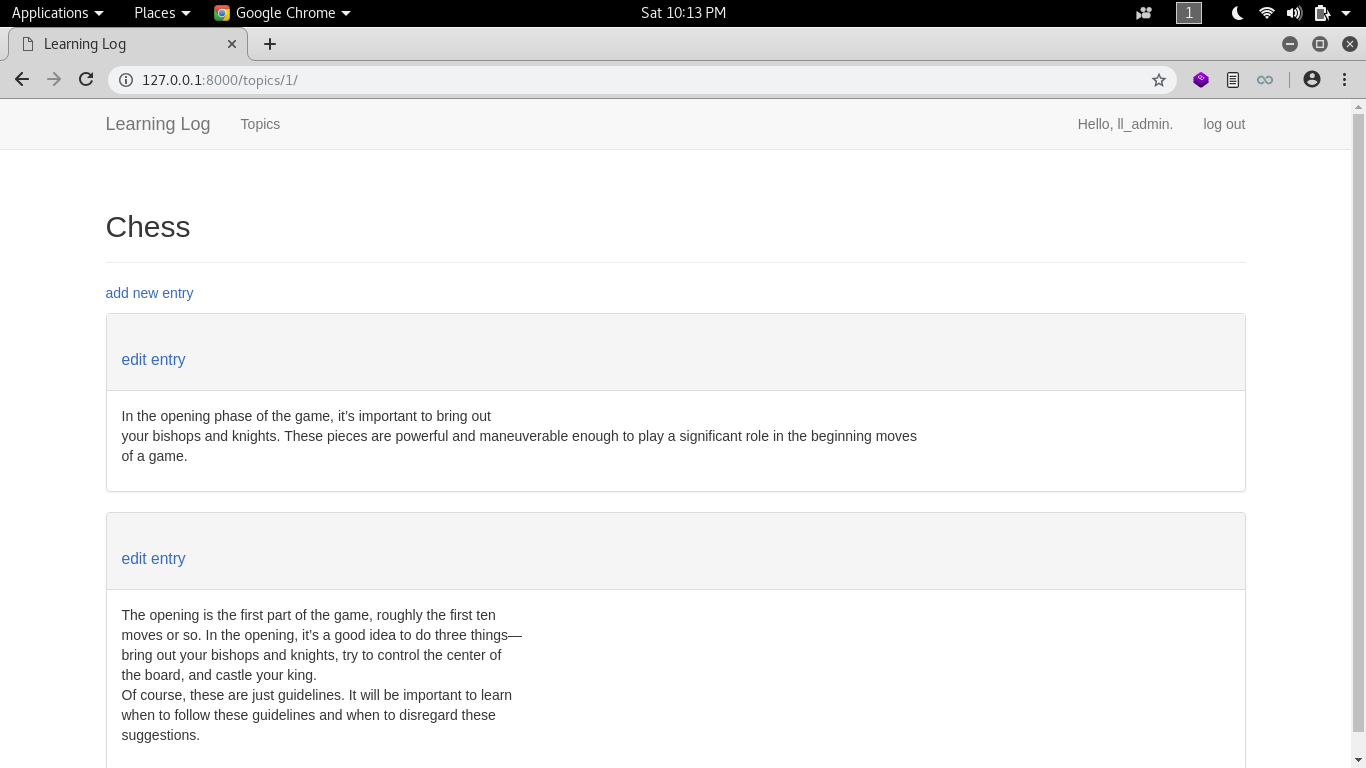 Applications Places Google Chrome Sat 10:13 PM 1
Learning Log
127.0.0.1:8000/topics/1/
Learning Log Topics Hello, ll_admin. log out
Chess
add new entry
edit entry
In the opening phase of the game, it’s important to bring out
your bishops and knights. These pieces are powerful and maneuverable enough to play a significant role in the beginning moves
of a game.
edit entry
The opening is the first part of the game, roughly the first ten
moves or so. In the opening, it’s a good idea to do three things—
bring out your bishops and knights, try to control the center of
the board, and castle your king.
Of course, these are just guidelines. It will be important to learn
when to follow these guidelines and when to disregard these
suggestions.